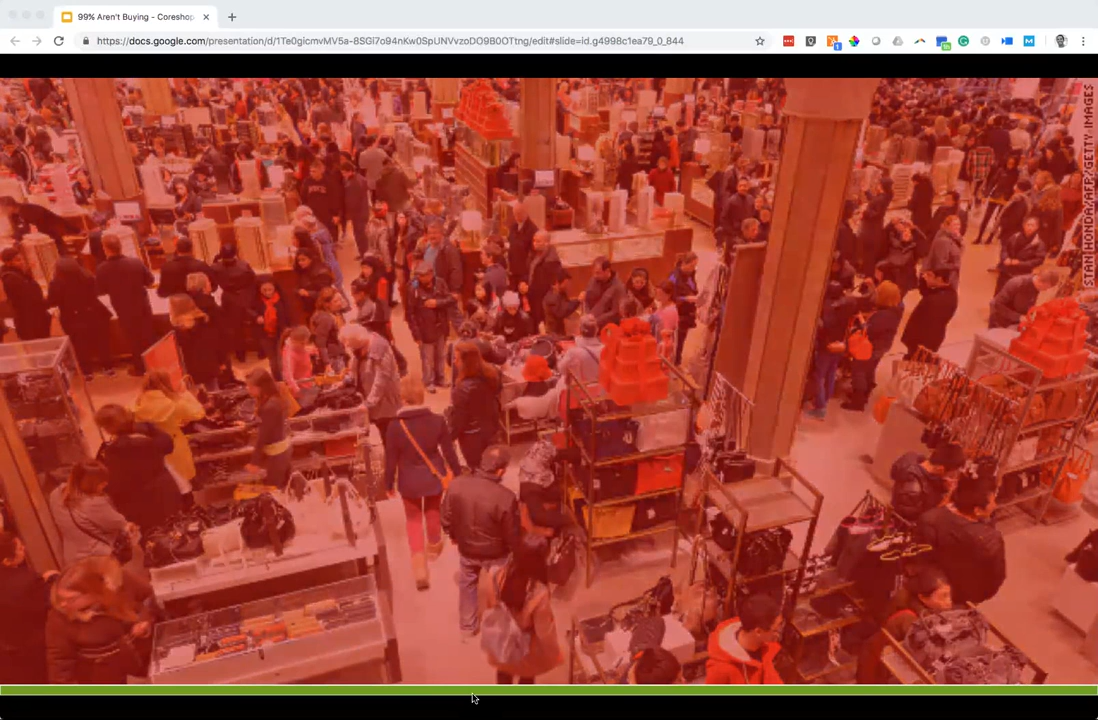 99% Aren't Buying - Coreshop
https://docs.google.com/presentation/d/1Te0gicmvMV5a-8SGi7o94nKw0SpUNVvzoDO9B0OTtng/edit#slide=id.g4998c1ea79_0_844
STAN HONDA/AFP/GETTY IMAGES